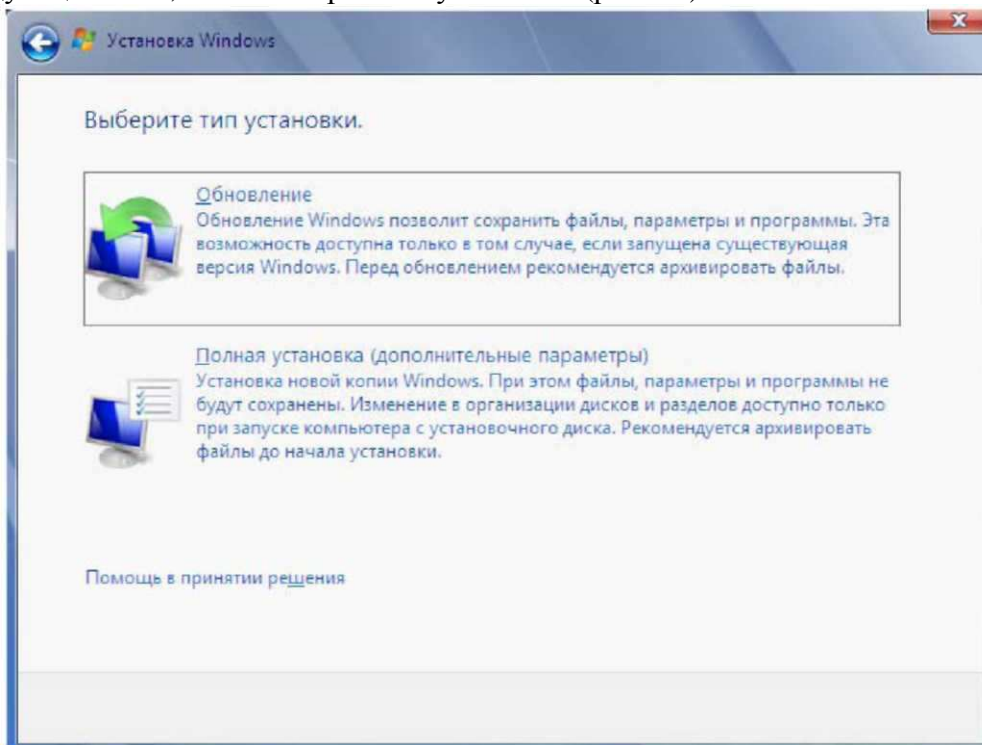 Установка Windows
Выберите тип установки.
Обновление
Обновление Windows позволит сохранить файлы, параметры и программы. Эта
возможность доступна только в том случае, если запущена существующая
версия Windows. Перед обновлением рекомендуется архивировать файлы.
Полная установка (дополнительные параметры)
Установка новой копии Windows. При этом файлы, параметры и программы не
будут сохранены. Изменение в организации дисков и разделов доступно только
при запуске компьютера с установочного диска. Рекомендуется архивировать
файлы до начала установки.
Помощь в принятии решения